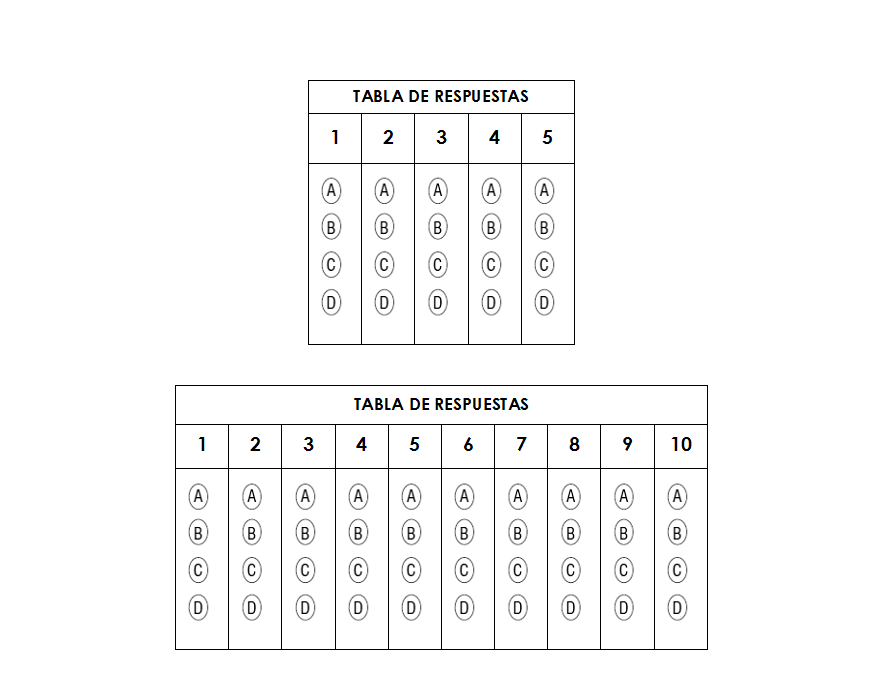 TABLA DE RESPUESTAS
1 2 3 4 5
A A A A A
B B B B B
C C C C C
D D D D D
TABLA DE RESPUESTAS
1 2 3 4 5 6 7 8 9 10
A A A A A A A A A A
B B B B B B B B B B
C C C C C C C C C C
D D D D D D D D D D